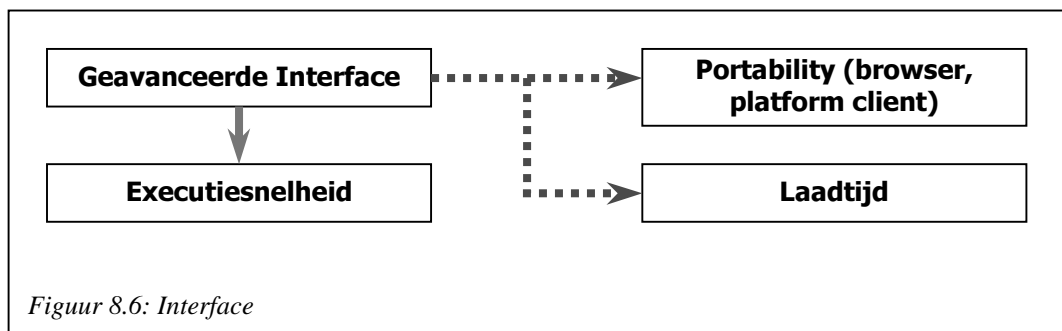 Geavanceerde Interface
Portability (browser,
platform client)
Executiesnelheid
Laadtijd
Figuur 8.6: Interface